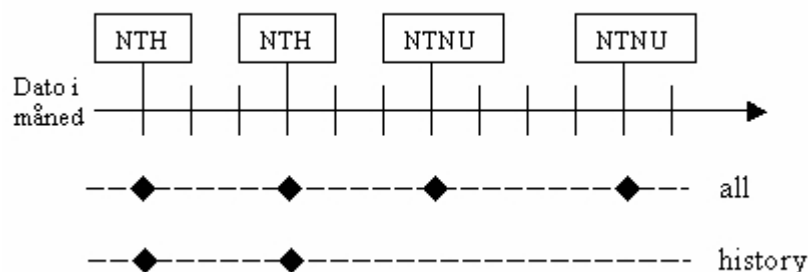 NTH NTH NTNU NTNU
Dato i
måned
all
history